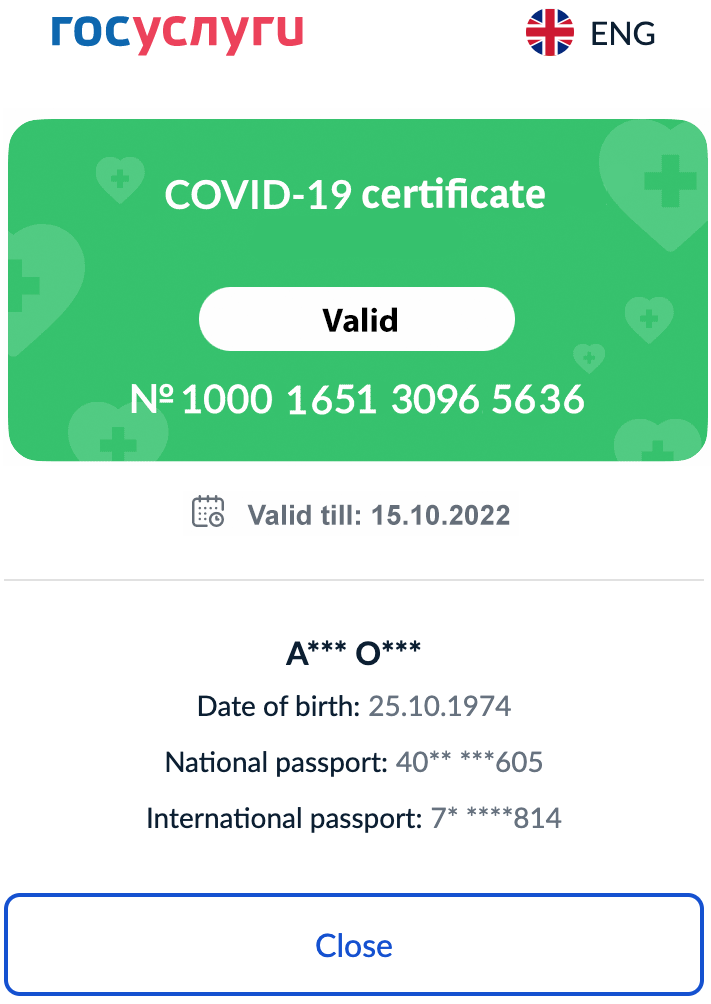 госуслуги
ENG
COVID-19 certificate
Valid
№ 1000 1651 3096 5636
Valid till: 15.10.2022
A*** O***
Date of birth: 25.10.1974
National passport: 40** ***605
International passport: 7* ****814
Close